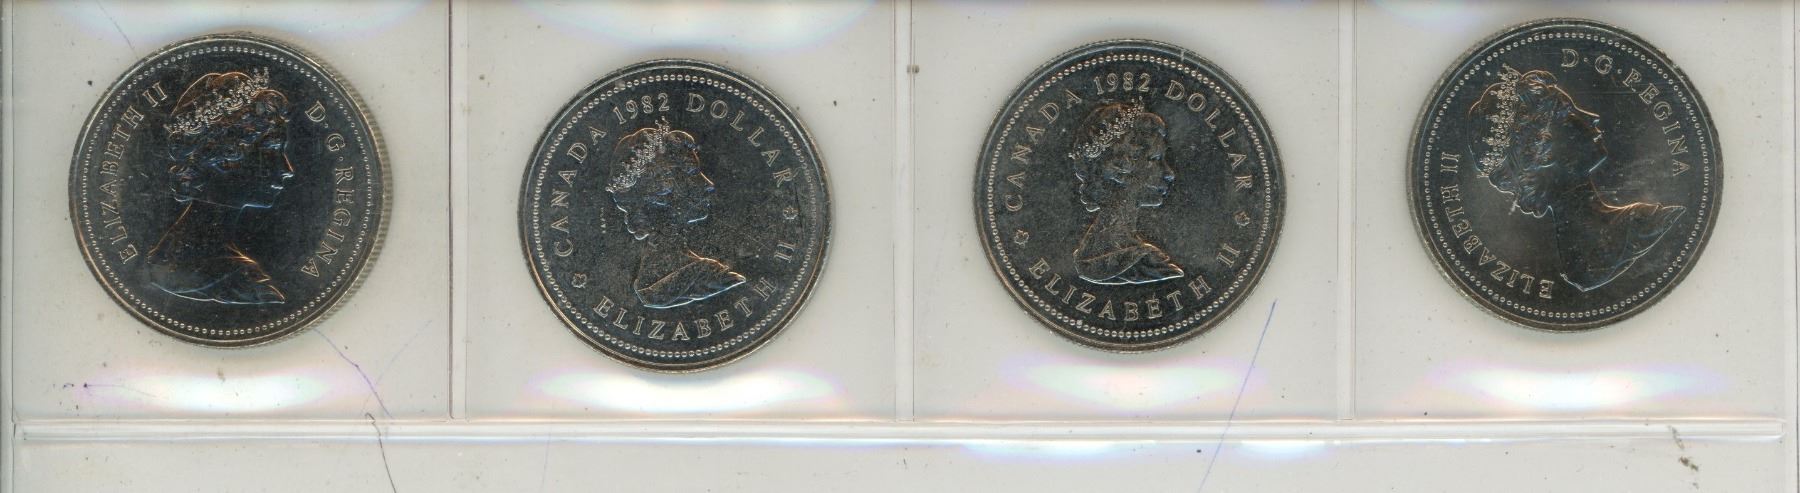 ELIZABETH II D·G·REGINA
CANADA 1982 DOLLAR
ELIZABETH II
CANADA 1982 DOLLAR
ELIZABETH II
ELIZABETH II D·G·REGINA